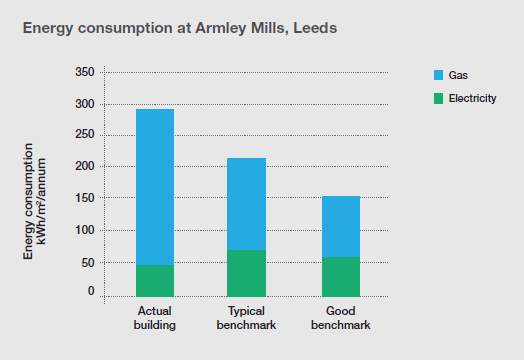 Energy consumption at Armley Mills, Leeds
350
300
250
200
150
100
50
0
Energy consumption
kWh/m²/annum
Actual
building
Typical
benchmark
Good
benchmark
Gas
Electricity